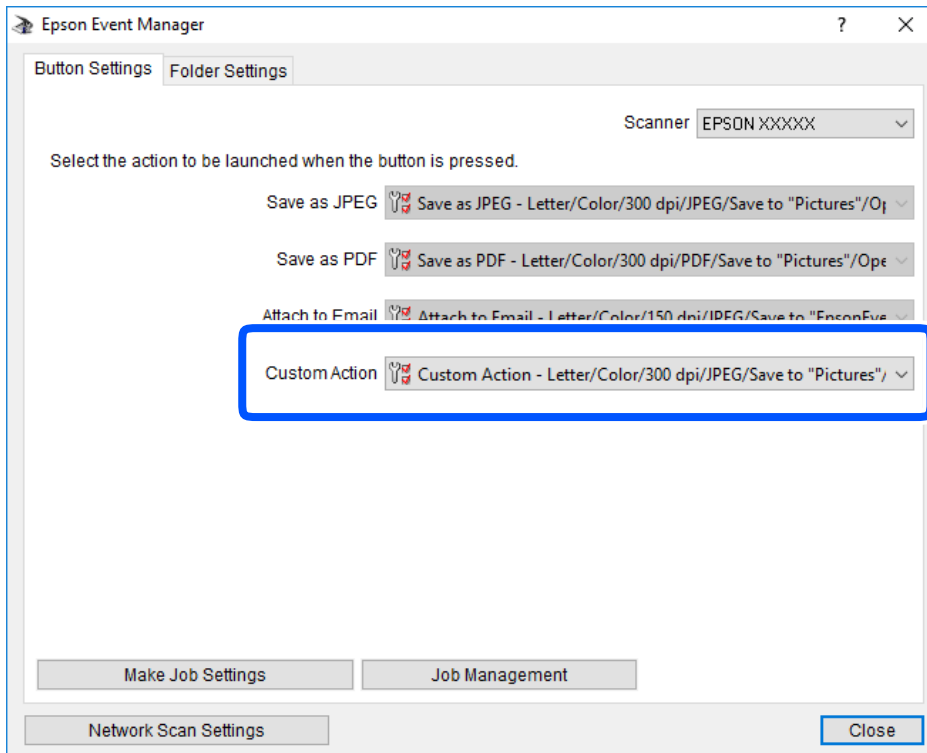 Epson Event Manager
Button Settings Folder Settings
Scanner EPSON XXXXX
Select the action to be launched when the button is pressed.
Save as JPEG Save as JPEG - Letter/Color/300 dpi/JPEG/Save to "Pictures"/Op
Save as PDF Save as PDF - Letter/Color/300 dpi/PDF/Save to "Pictures"/Ope
Attach to Email Attach to Email - Letter/Color/150 dpi/JPEG/Save to "EpsonEve
Custom Action Custom Action - Letter/Color/300 dpi/JPEG/Save to "Pictures"/
Make Job Settings Job Management
Network Scan Settings Close